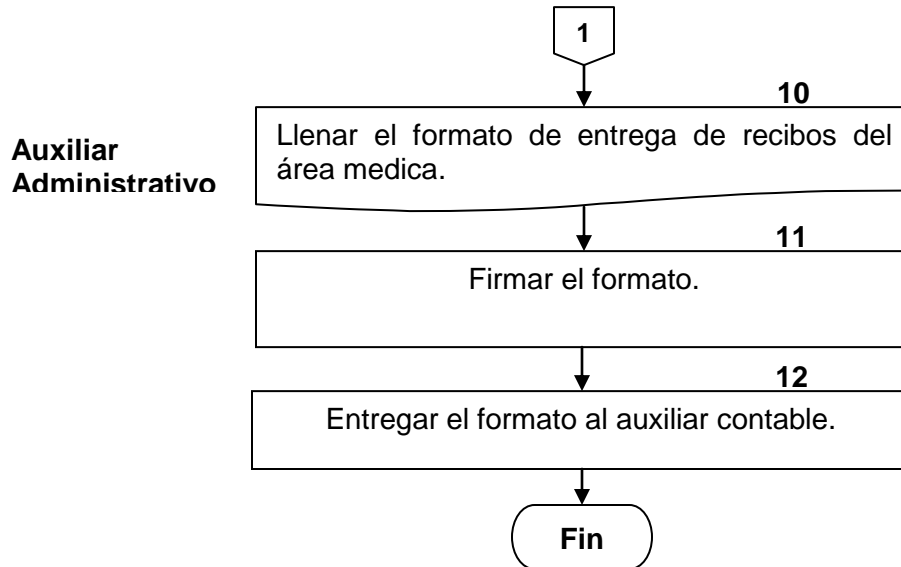 1
10
Auxiliar
Administrativo
Llenar el formato de entrega de recibos del
área medica.
11
Firmar el formato.
12
Entregar el formato al auxiliar contable.
Fin